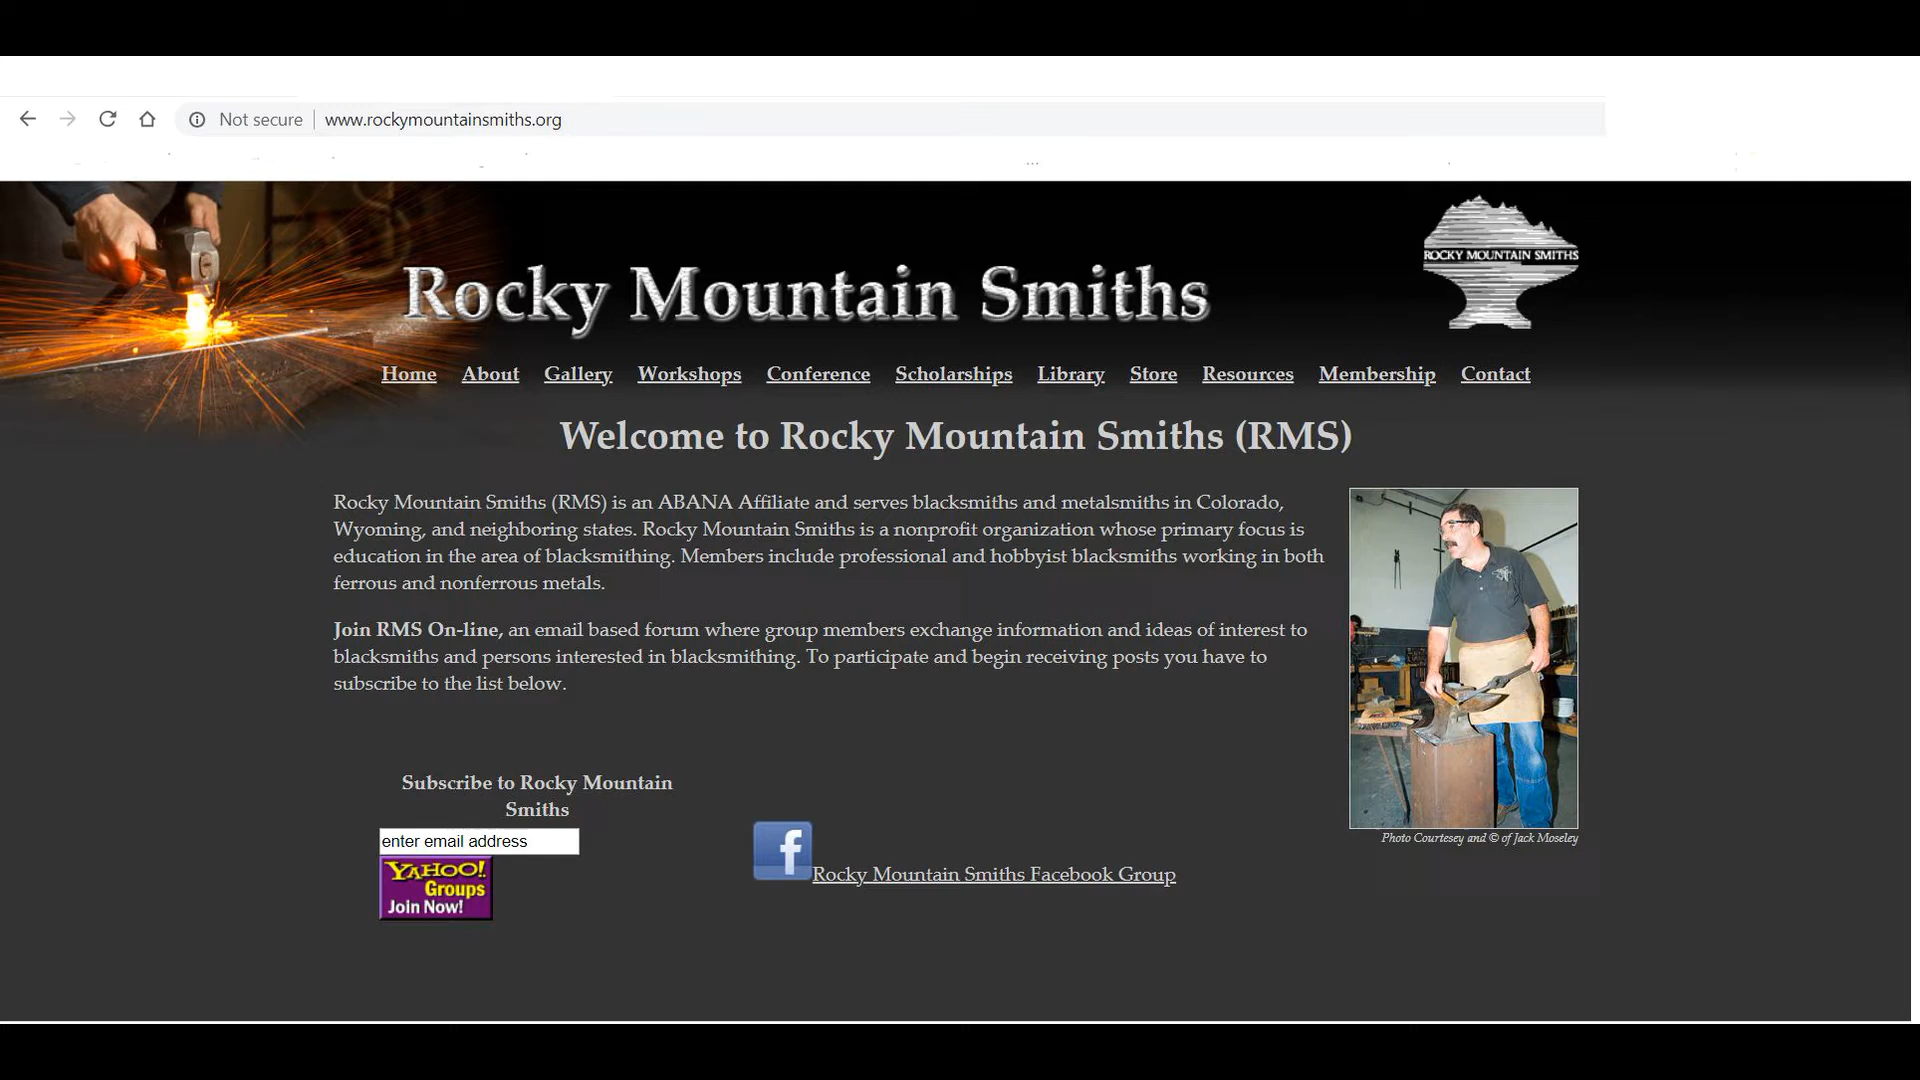 Not secure www.rockymountainsmiths.org
Rocky Mountain Smiths
ROCKY MOUNTAIN SMITHS
Home About Gallery Workshops Conference Scholarships Library Store Resources Membership Contact
Welcome to Rocky Mountain Smiths (RMS)
Rocky Mountain Smiths (RMS) is an ABANA Affiliate and serves blacksmiths and metalsmiths in Colorado,
Wyoming, and neighboring states. Rocky Mountain Smiths is a nonprofit organization whose primary focus is
education in the area of blacksmithing. Members include professional and hobbyist blacksmiths working in both
ferrous and nonferrous metals.
Join RMS On-line, an email based forum where group members exchange information and ideas of interest to
blacksmiths and persons interested in blacksmithing. To participate and begin receiving posts you have to
subscribe to the list below.
Photo Courtesey and © of Jack Moseley
Subscribe to Rocky Mountain
Smiths
enter email address
YAHOO!
Groups
Join Now!
f
Rocky Mountain Smiths Facebook Group